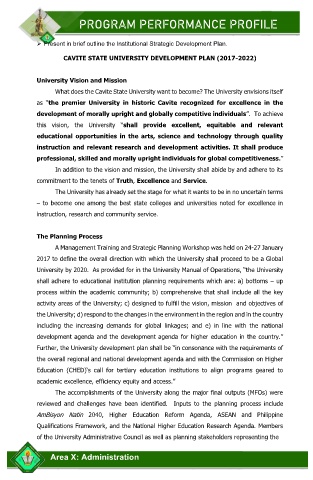 PROGRAM PERFORMANCE PROFILE
➢ Present in brief outline the Institutional Strategic Development Plan.
CAVITE STATE UNIVERSITY DEVELOPMENT PLAN (2017-2022)
University Vision and Mission
What does the Cavite State University want to become? The University envisions itself
as "the premier University in historic Cavite recognized for excellence in the
development of morally upright and globally competitive individuals". To achieve
this vision, the University "shall provide excellent, equitable and relevant
educational opportunities in the arts, science and technology through quality
instruction and relevant research and development activities. It shall produce
professional, skilled and morally upright individuals for global competitiveness."
In addition to the vision and mission, the University shall abide by and adhere to its
commitment to the tenets of Truth, Excellence and Service.
The University has already set the stage for what it wants to be in no uncertain terms
– to become one among the best state colleges and universities noted for excellence in
instruction, research and community service.
The Planning Process
A Management Training and Strategic Planning Workshop was held on 24-27 January
2017 to define the overall direction with which the University shall proceed to be a Global
University by 2020. As provided for in the University Manual of Operations, "the University
shall adhere to educational institution planning requirements which are: a) bottoms – up
process within the academic community; b) comprehensive that shall include all the key
activity areas of the University; c) designed to fulfill the vision, mission and objectives of
the University; d) respond to the changes in the environment in the region and in the country
including the increasing demands for global linkages; and e) in line with the national
development agenda and the development agenda for higher education in the country."
Further, the University development plan shall be "in consonance with the requirements of
the overall regional and national development agenda and with the Commission on Higher
Education (CHED)'s call for tertiary education institutions to align programs geared to
academic excellence, efficiency equity and access."
The accomplishments of the University along the major final outputs (MFOs) were
reviewed and challenges have been identified. Inputs to the planning process include
AmBisyon Natin 2040, Higher Education Reform Agenda, ASEAN and Philippine
Qualifications Framework, and the National Higher Education Research Agenda. Members
of the University Administrative Council as well as planning stakeholders representing the
Area X: Administration